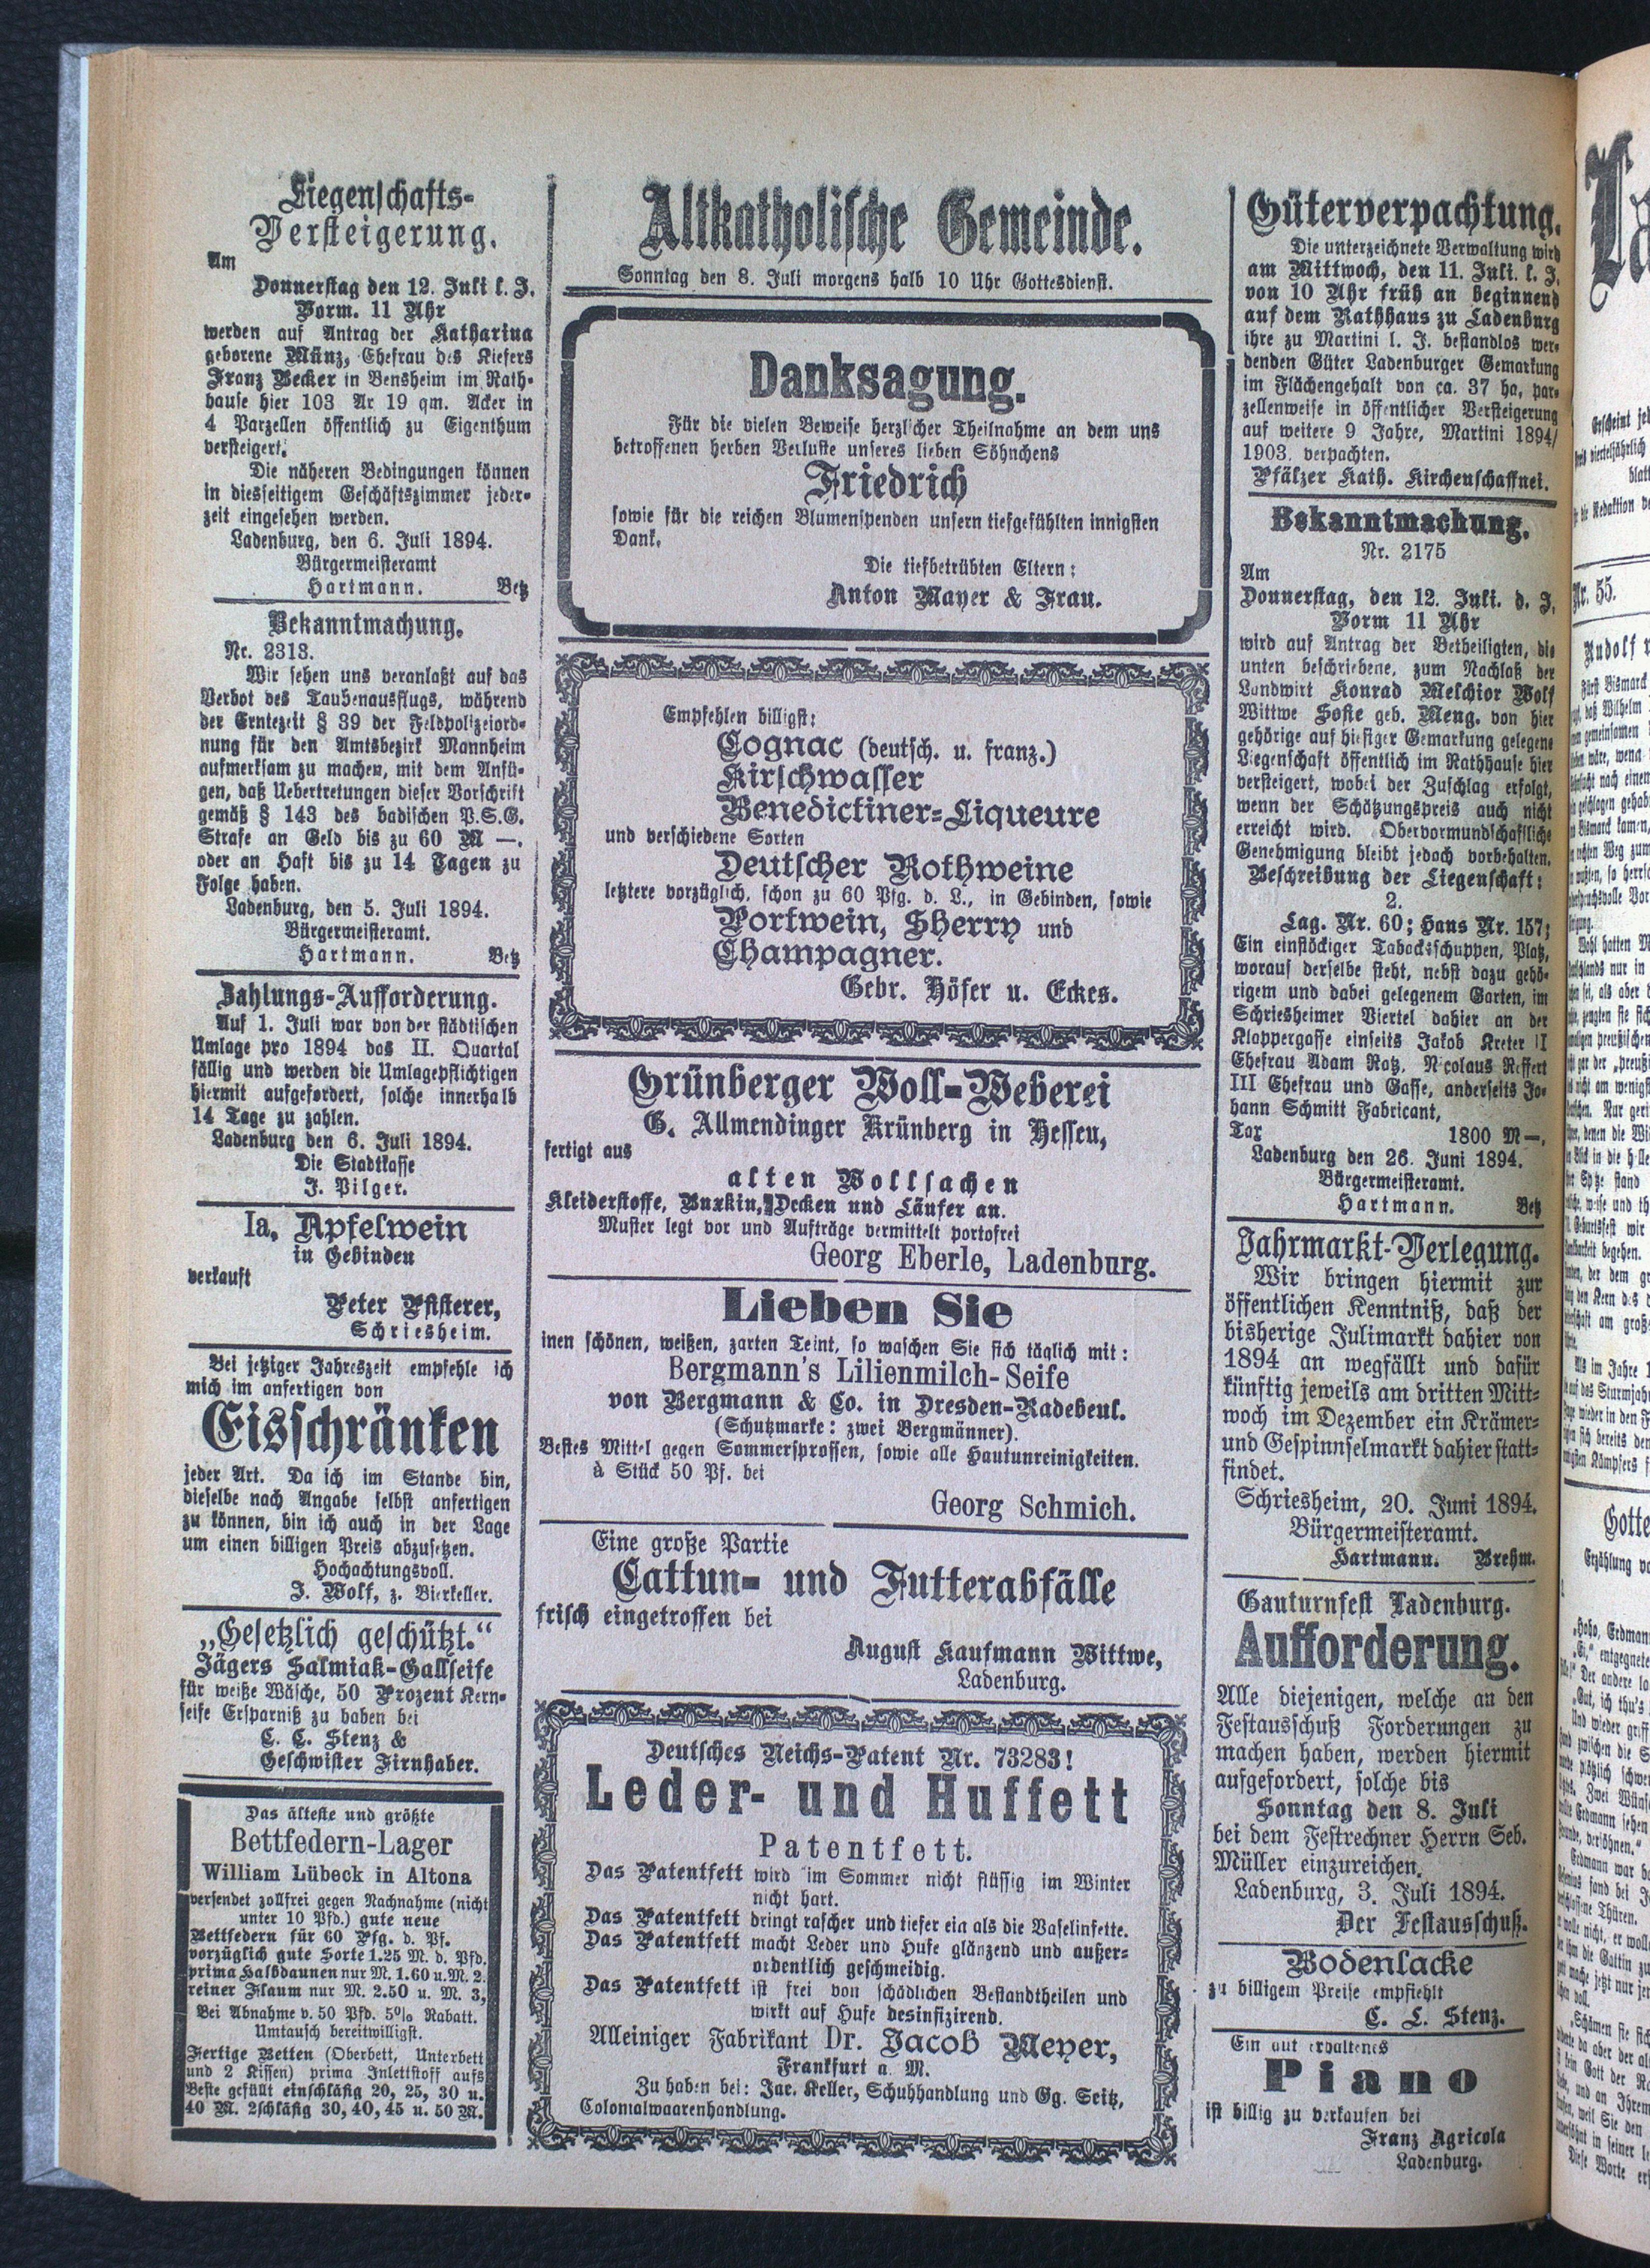 Liegenschafts-
Versteigerung.
Am
Donnerstag den 12. Juli l. J.
Vorm. 11 Uhr
werden auf Antrag der Katharina
geborene Münz, Ehefrau des Kiefers
Franz Becker in Bensheim im Rath-
hause hier 103 Ar 19 qm. Acker in
4 Parzellen öffentlich zu Eigenthum
versteigert.
Die näheren Bedingungen können
in diesseitigem Geschäftszimmer jeder-
zeit eingesehen werden.
Ladenburg, den 6. Juli 1894.
Bürgermeisteramt
Hartmann. Betz
Bekanntmachung.
Nr. 2313.
Wir sehen uns veranlaßt auf das
Verbot des Taubenausflugs, während
der Erntezeit § 39 der Feldpolizeiord-
nung für den Amtsbezirk Mannheim
aufmerksam zu machen, mit dem Anfü-
gen, daß Uebertretungen dieser Vorschrift
gemäß § 143 des badischen P.S.G.
Strafe an Geld bis zu 60 M —.
oder an Haft bis zu 14 Tagen zu
Folge haben.
Ladenburg, den 5. Juli 1894.
Bürgermeisteramt.
Hartmann. Betz
Zahlungs-Aufforderung.
Auf 1. Juli war von der städtischen
Umlage pro 1894 das II. Quartal
fällig und werden die Umlagepflichtigen
hiermit aufgefordert, solche innerhalb
14 Tage zu zahlen.
Ladenburg den 6. Juli 1894.
Die Stadtkasse
J. Pilger.
Ia. Apfelwein
in Gebinden
verkauft
Peter Pfisterer,
Schriesheim.
Bei jetziger Jahreszeit empfehle ich
mich im anfertigen von
Eisschränken
jeder Art. Da ich im Stande bin,
dieselbe nach Angabe selbst anfertigen
zu können, bin ich auch in der Lage
um einen billigen Preis abzusetzen.
Hochachtungsvoll.
J. Wolf, z. Bierkeller.
„Gesetzlich geschützt.“
Jägers Salmiak-Gallseife
für weiße Wäsche, 50 Prozent Kern-
seife Ersparniß zu haben bei
C. L. Stenz &
Geschwister Firnhaber.
Das älteste und größte
Bettfedern-Lager
William Lübeck in Altona
versendet zollfrei gegen Nachnahme (nicht
unter 10 Pfd.) gute neue
Bettfedern für 60 Pfg. d. Pf.
vorzüglich gute Sorte 1.25 M. d. Pfd.
prima Halbdaunen nur M. 1.60 u. M. 2.
reiner Flaum nur M. 2.50 u. M. 3,
Bei Abnahme v. 50 Pfd. 5% Rabatt.
Umtausch bereitwilligst.
Fertige Betten (Oberbett, Unterbett
und 2 Kissen) prima Inlettstoff aufs
Beste gefüllt einschläfig 20, 25, 30 u.
40 M. 2schläfig 30, 40, 45 u. 50 M.
Altkatholische Gemeinde.
Sonntag den 8. Juli morgens halb 10 Uhr Gottesdienst.
Danksagung.
Für die vielen Beweise herzlicher Theilnahme an dem uns
betroffenen herben Verluste unseres lieben Söhnchens
Friedrich
sowie für die reichen Blumenspenden unsern tiefgefühlten innigsten
Dank.
Die tiefbetrübten Eltern:
Anton Mayer & Frau.
Empfehlen billigst:
Cognac (deutsch. u. franz.)
Kirschwasser
Benedictiner-Liqueure
und verschiedene Sorten
Deutscher Rothweine
letztere vorzüglich, schon zu 60 Pfg. d. L., in Gebinden, sowie
Portwein, Sherry und
Champagner.
Gebr. Höfer u. Eckes.
Grünberger Woll-Weberei
G. Allmendinger Krünberg in Hessen,
fertigt aus
alten Wollsachen
Kleiderstoffe, Buxkin, Decken und Läufer an.
Muster legt vor und Aufträge vermittelt portofrei
Georg Eberle, Ladenburg.
Lieben Sie
inen schönen, weißen, zarten Teint, so waschen Sie sich täglich mit:
Bergmann's Lilienmilch-Seife
von Bergmann & Co. in Dresden-Radebeul.
(Schutzmarke: zwei Bergmänner).
Bestes Mittel gegen Sommersprossen, sowie alle Hautunreinigkeiten.
à Stück 50 Pf. bei
Georg Schmich.
Eine große Partie
Cattun- und Futterabfälle
frisch eingetroffen bei
August Kaufmann Wittwe,
Ladenburg.
Deutsches Reichs-Patent Nr. 73283!
Leder- und Huffett
Patentfett.
Das Patentfett wird im Sommer nicht flüssig im Winter
nicht hart.
Das Patentfett dringt rascher und tiefer ein als die Vaselinfette.
Das Patentfett macht Leder und Hufe glänzend und außer-
ordentlich geschmeidig.
Das Patentfett ist frei von schädlichen Bestandtheilen und
wirkt auf Hufe desinfizirend.
Alleiniger Fabrikant Dr. Jacob Meyer,
Frankfurt a. M.
Zu haben bei: Jac. Keller, Schuhhandlung und Gg. Seitz,
Colonialwaarenhandlung.
Güterverpachtung.
Die unterzeichnete Verwaltung wird
am Mittwoch, den 11. Juli. l. J.
von 10 Uhr früh an beginnend
auf dem Rathhaus zu Ladenburg
ihre zu Martini l. J. bestandlos wer-
denden Güter Ladenburger Gemarkung
im Flächengehalt von ca. 37 ha, par-
zellenweise in öffentlicher Versteigerung
auf weitere 9 Jahre, Martini 1894/
1903. verpachten.
Pfälzer Kath. Kirchenschaffnei.
Bekanntmachung.
Nr. 2175
Am
Donnerstag, den 12. Juli. d. J.
Vorm 11 Uhr
wird auf Antrag der Betheiligten, die
unten beschriebene, zum Nachlaß der
Landwirt Konrad Melchior Wolf
Wittwe Sofie geb. Meng. von hier
gehörige auf hiesiger Gemarkung gelegene
Liegenschaft öffentlich im Rathhause hier
versteigert, wobei der Zuschlag erfolgt,
wenn der Schätzungspreis auch nicht
erreicht wird. Obervormundschaftliche
Genehmigung bleibt jedoch vorbehalten.
Beschreibung der Liegenschaft:
2.
Lag. Nr. 60; Haus Nr. 157;
Ein einstöckiger Tabacksschuppen, Platz,
worauf derselbe steht, nebst dazu gehö-
rigem und dabei gelegenem Garten, im
Schriesheimer Viertel dahier an der
Klappergasse einseits Jakob Kreter II
Ehefrau Adam Katz, Nicolaus Reffert
III Ehefrau und Gasse, anderseits Jo-
hann Schmitt Fabricant,
Tax 1800 M—.
Ladenburg den 26. Juni 1894.
Bürgermeisteramt.
Hartmann. Betz
Jahrmarkt-Verlegung.
Wir bringen hiermit zur
öffentlichen Kenntniß, daß der
bisherige Julimarkt dahier von
1894 an wegfällt und dafür
künftig jeweils am dritten Mitt-
woch im Dezember ein Krämer-
und Gespinnselmarkt dahier statt-
findet.
Schriesheim, 20. Juni 1894.
Bürgermeisteramt.
Hartmann. Brehm.
Gauturnfest Ladenburg.
Aufforderung.
Alle diejenigen, welche an den
Festausschuß Forderungen zu
machen haben, werden hiermit
aufgefordert, solche bis
Sonntag den 8. Juli
bei dem Festrechner Herrn Seb.
Müller einzureichen.
Ladenburg, 3. Juli 1894.
Der Festausschuß.
Bodenlacke
zu billigem Preise empfiehlt
C. L. Stenz.
Ein gut erhaltenes
Piano
ist billig zu verkaufen bei
Franz Agricola
Ladenburg.
Nr. 55.